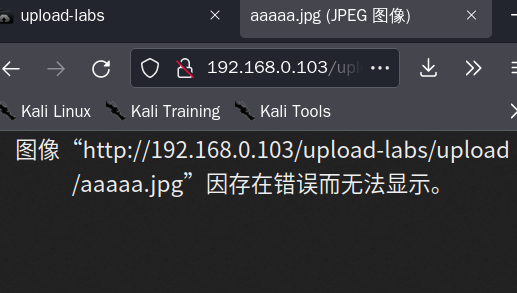 upload-labs
aaaaa.jpg (JPEG 图像)
192.168.0.103/upl
Kali Linux
Kali Training
Kali Tools
图像“http://192.168.0.103/upload-labs/upload
/aaaaa.jpg”因存在错误而无法显示。